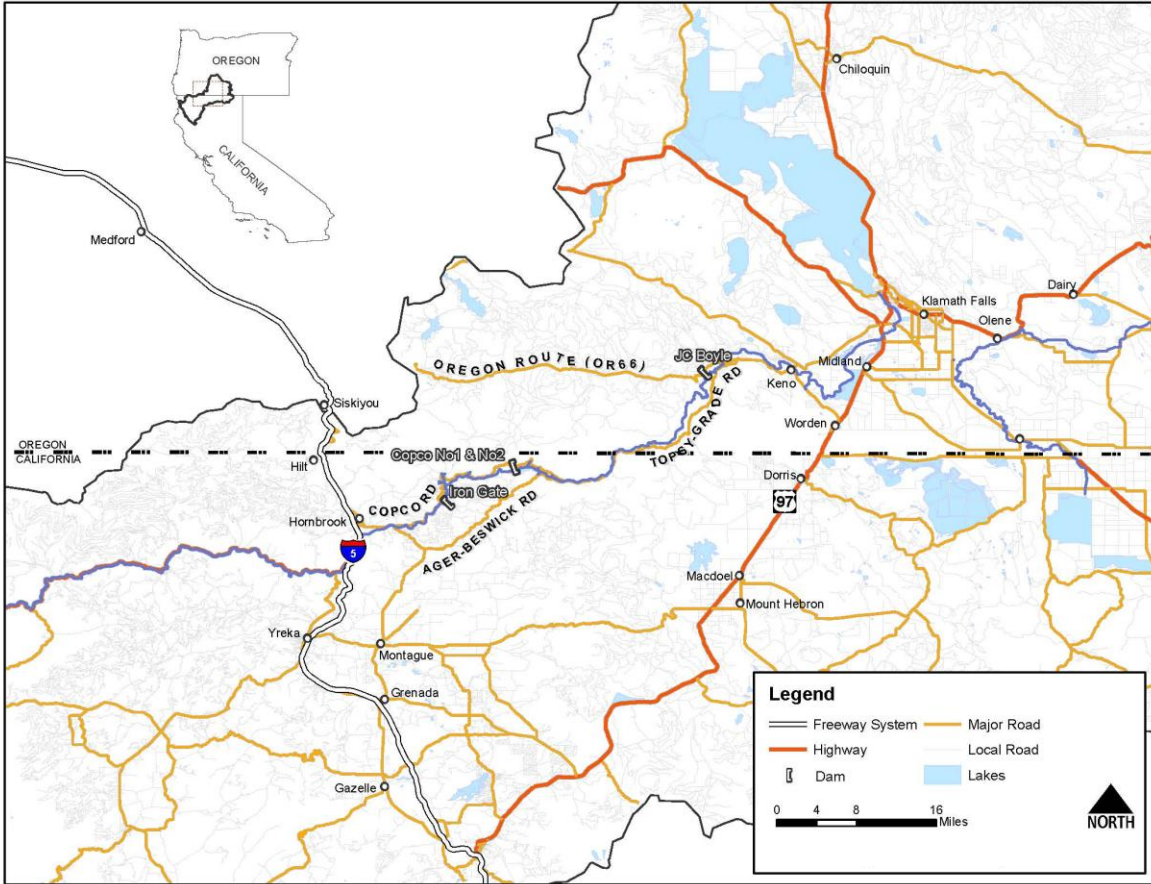 OREGON
CALIFORNIA
Chiloquin
Medford
Dairy
Klamath Falls
Olene
OREGON ROUTE (OR66)
JC Boyle
Midland
Keno
TOPSY-GRADE RD
Siskiyou
Worden
OREGON
CALIFORNIA
Hilt
Copco No1 & No2
Dorris
Iron Gate
COPCO RD
97
Hornbrook
AGER-BESWICK RD
5
Macdoel
Mount Hebron
Yreka
Montague
Grenada
Gazelle
Legend
Freeway System
Major Road
Highway
Local Road
Dam
Lakes
0 4 8 16
Miles
NORTH